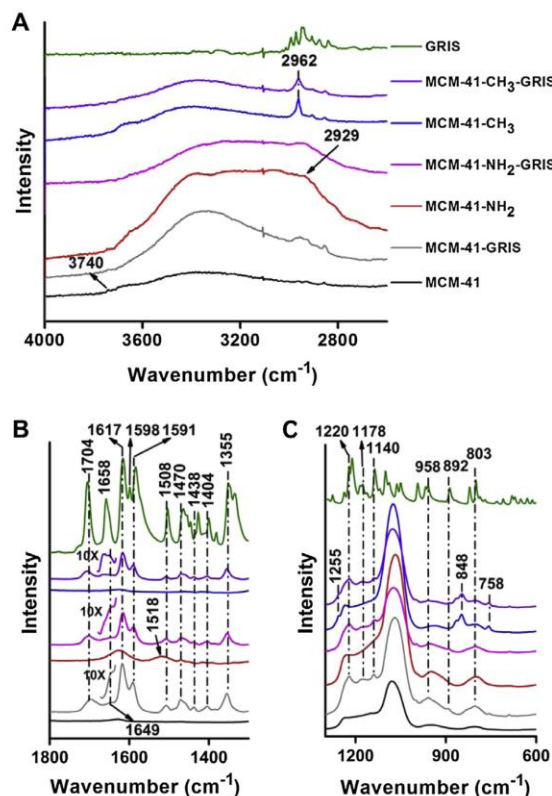 A
GRIS
2962
MCM-41-CH3-GRIS
MCM-41-CH3
2929
MCM-41-NH2-GRIS
MCM-41-NH2
MCM-41-GRIS
3740
MCM-41
Intensity
4000 3600 3200 2800
Wavenumber (cm-1)
B
1617 1598 1591
1704
1658
1508
1470
1438
1404
1355
10X
10X
1518
10X
1649
Intensity
1800 1600 1400
Wavenumber (cm-1)
C
1220 1178
1140
958 892 803
1255
848
758
Intensity
1200 900 600
Wavenumber (cm-1)